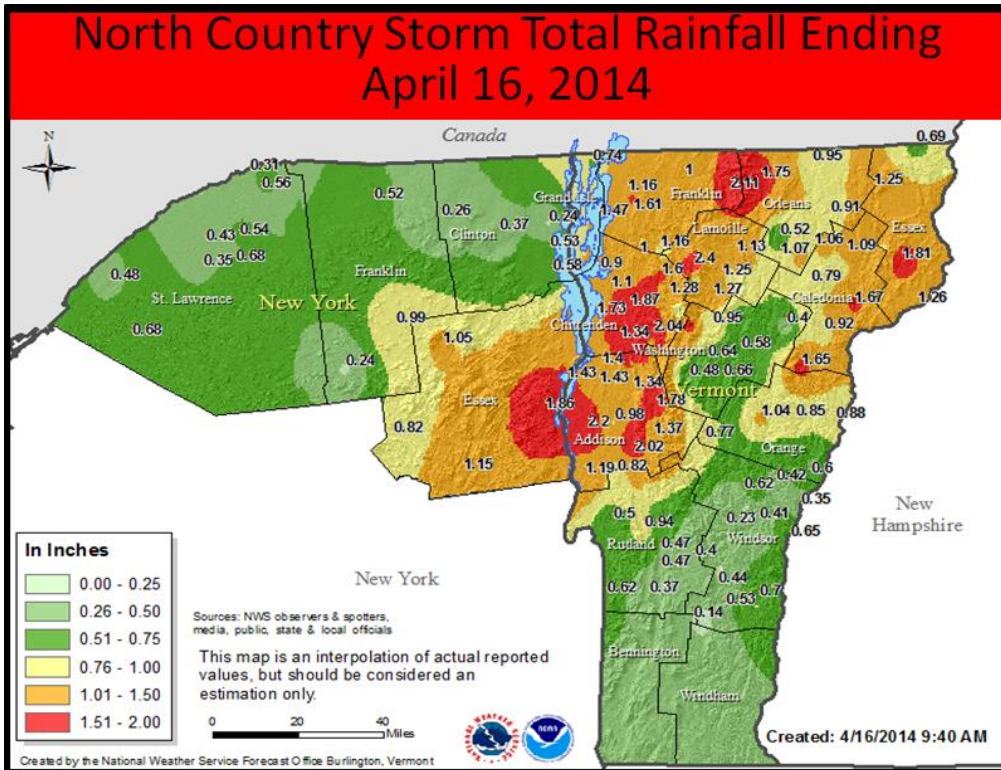 North Country Storm Total Rainfall Ending
April 16, 2014
N
Canada
0.69
0.31
0.74
0.95
0.56
0.52
1
1.75
1.16
Franklin
2.11
1.25
0.26
Grand Isle
1.61
Orleans
0.24
1.47
0.91
0.37
Clinton
Lamoille
0.52
Essex
0.43
0.54
0.53
1
1.16
1.13
1.07
1.06
1.09
0.35
0.68
0.58
0.9
2.4
1.81
0.48
Franklin
1.1
1.6
1.25
0.79
St. Lawrence
New York
1.28
1.27
Caledonia
1.67
1.26
1.73
1.87
0.68
0.99
Chittenden
1.34
2.04
0.95
0.4
0.92
1.05
Washington
0.64
0.58
0.24
1.4
0.48
0.66
1.65
1.43
1.43
1.34
Vermont
Essex
1.86
1.78
2.2
0.98
1.04
0.85
0.88
0.82
Addison
1.37
0.77
2.02
Orange
1.15
1.19
0.82
0.6
0.42
0.62
0.35
New
Hampshire
0.5
0.94
0.23
0.41
0.65
Rutland
0.47
0.4
Windsor
0.47
0.62
0.37
0.44
0.7
0.53
0.14
Bennington
Windham
New York
In Inches
0.00 - 0.25
0.26 - 0.50
0.51 - 0.75
0.76 - 1.00
1.01 - 1.50
1.51 - 2.00
Sources: NWS observers & spotters,
media, public, state & local officials
This map is an interpolation of actual reported
values, but should be considered an
estimation only.
0 20 40
Miles
NATIONAL WEATHER SERVICE
NOAA
Created: 4/16/2014 9:40 AM
Created by the National Weather Service Forecast Office Burlington, Vermont